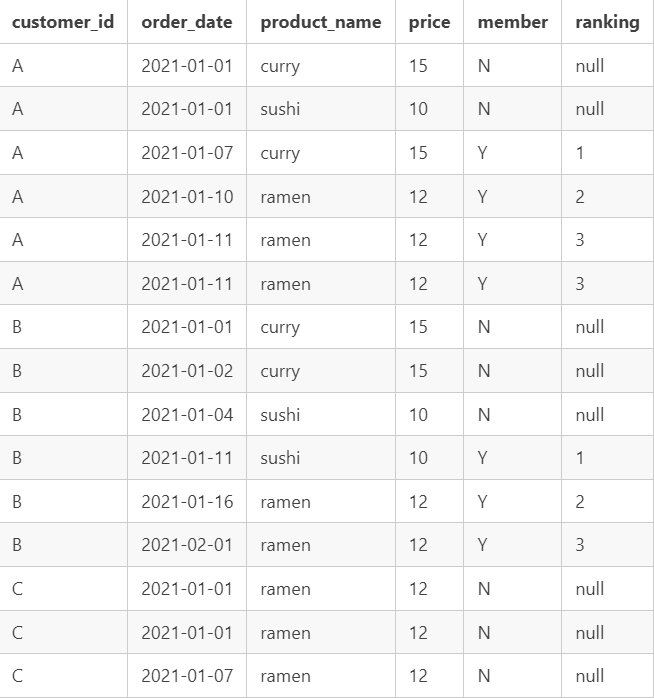 customer_id order_date product_name price member ranking
A 2021-01-01 curry 15 N null
A 2021-01-01 sushi 10 N null
A 2021-01-07 curry 15 Y 1
A 2021-01-10 ramen 12 Y 2
A 2021-01-11 ramen 12 Y 3
A 2021-01-11 ramen 12 Y 3
B 2021-01-01 curry 15 N null
B 2021-01-02 curry 15 N null
B 2021-01-04 sushi 10 N null
B 2021-01-11 sushi 10 Y 1
B 2021-01-16 ramen 12 Y 2
B 2021-02-01 ramen 12 Y 3
C 2021-01-01 ramen 12 N null
C 2021-01-01 ramen 12 N null
C 2021-01-07 ramen 12 N null